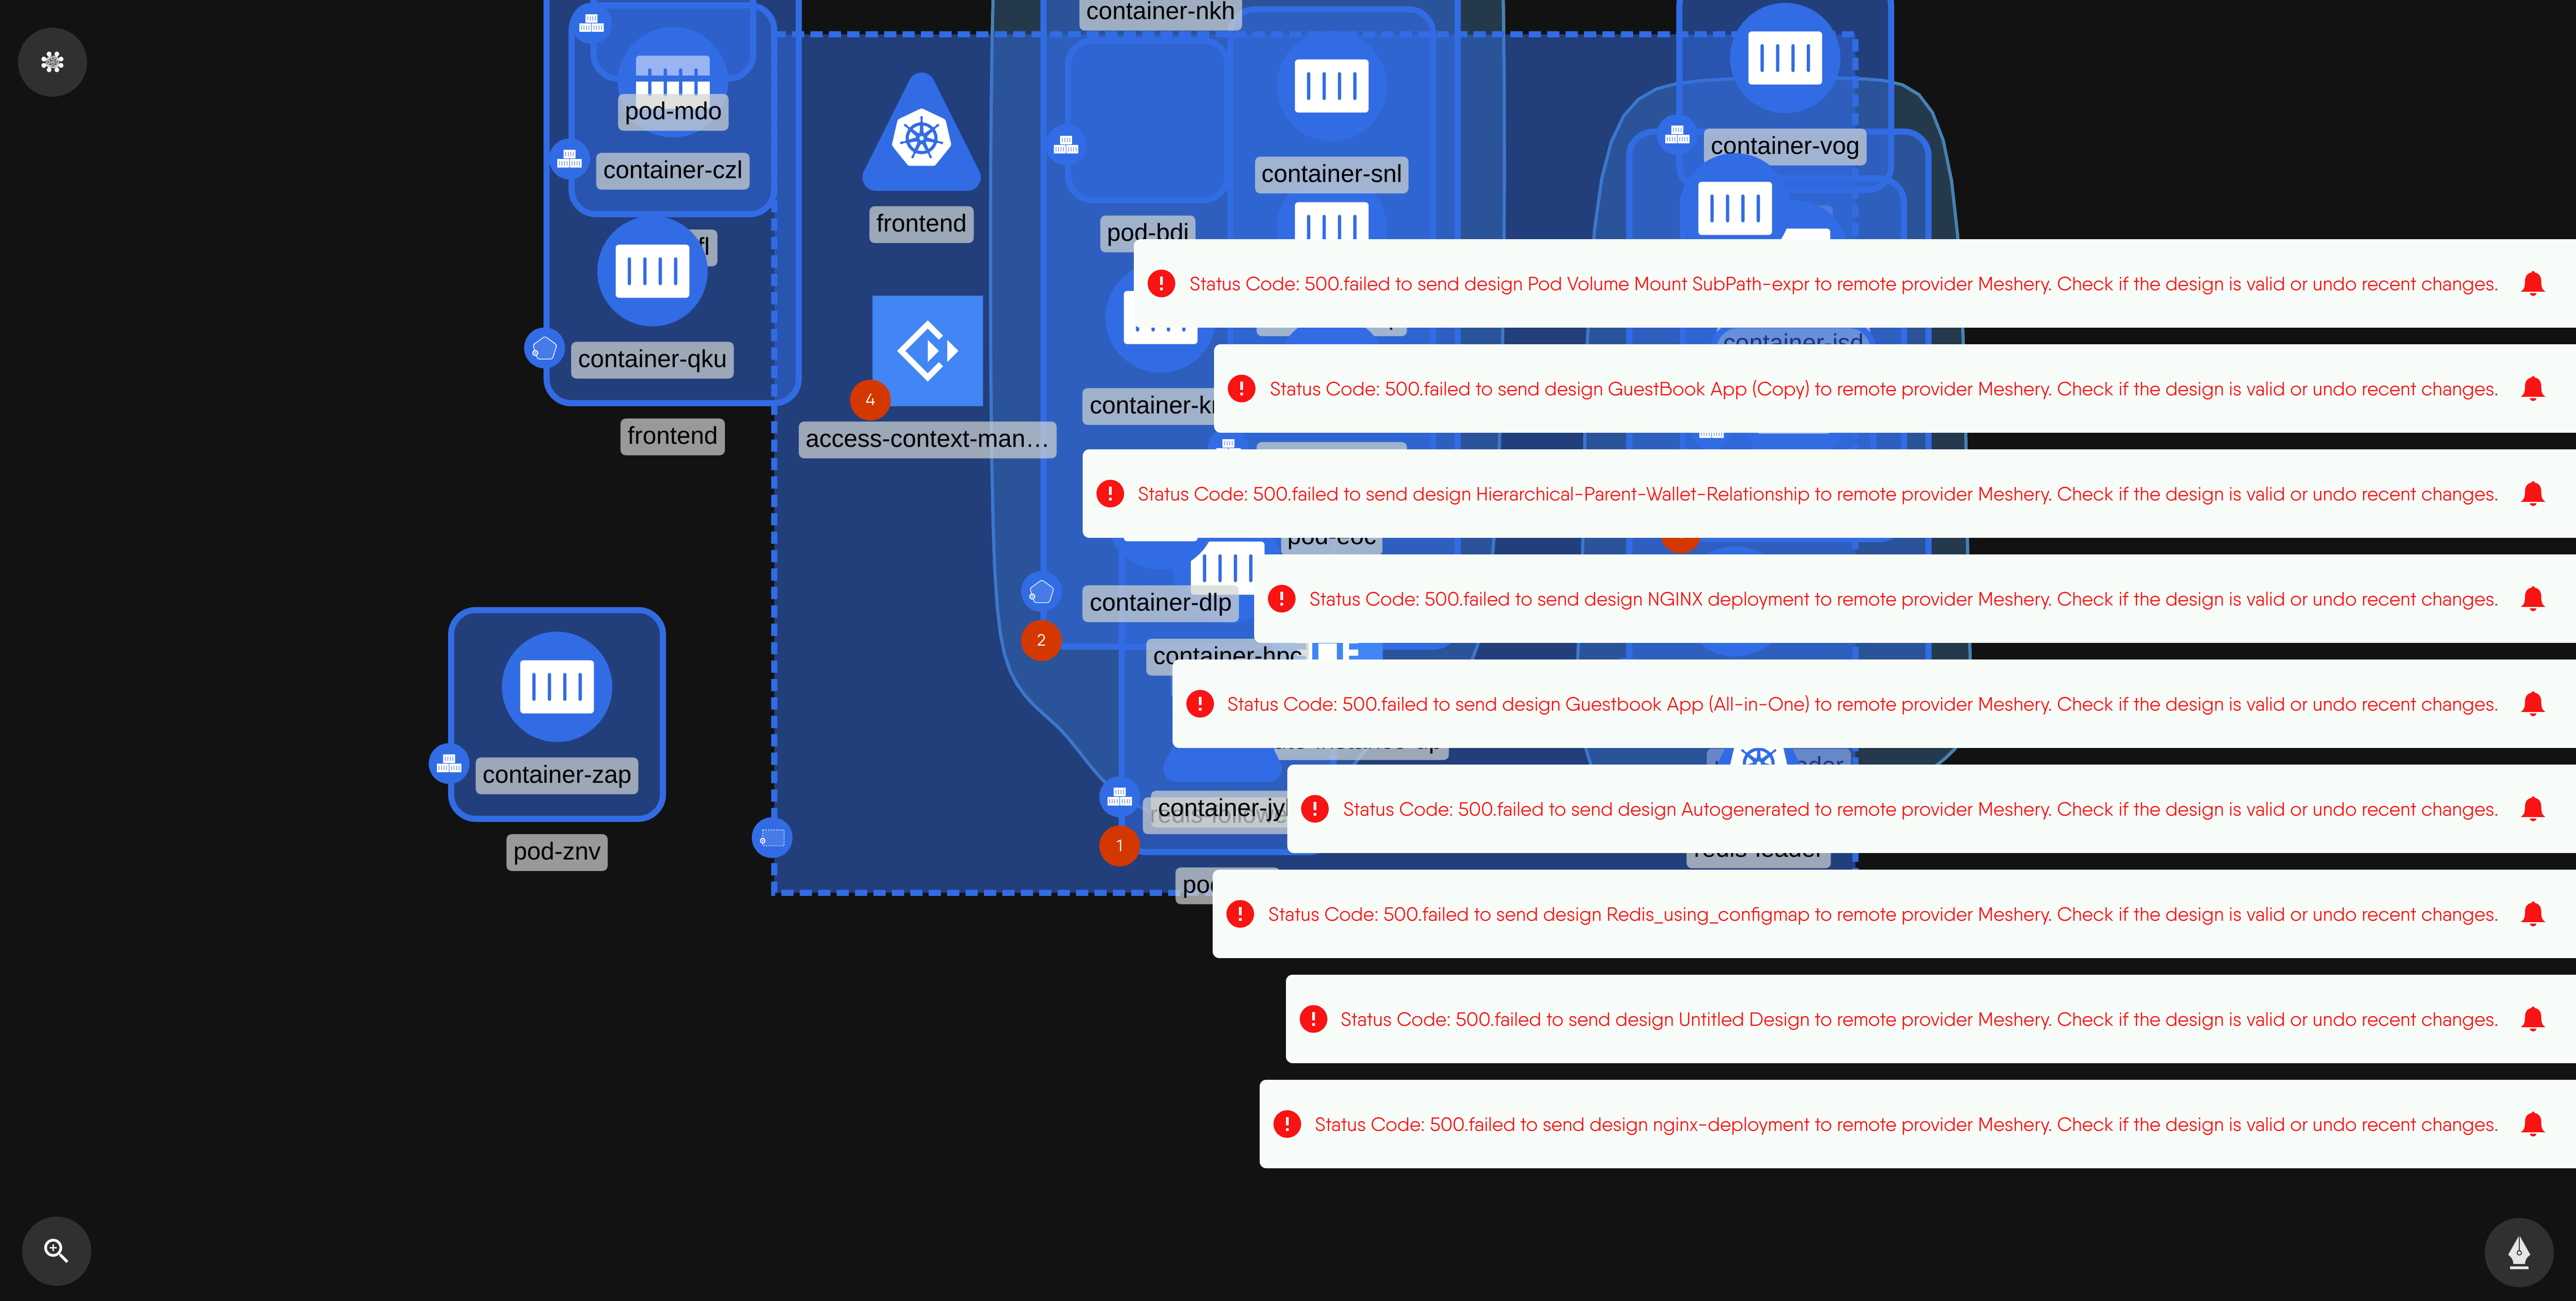 container-nkh
pod-mdo
container-vog
container-czl
container-snl
frontend
pod-bdi
fl
Status Code: 500.failed to send design Pod Volume Mount SubPath-expr to remote provider Meshery. Check if the design is valid or undo recent changes.
container-isd
container-qku
Status Code: 500.failed to send design GuestBook App (Copy) to remote provider Meshery. Check if the design is valid or undo recent changes.
4
container-k
frontend
access-context-man...
Status Code: 500.failed to send design Hierarchical-Parent-Wallet-Relationship to remote provider Meshery. Check if the design is valid or undo recent changes.
pod-eoc
Status Code: 500.failed to send design NGINX deployment to remote provider Meshery. Check if the design is valid or undo recent changes.
container-dlp
2
container-hpc
Status Code: 500.failed to send design Guestbook App (All-in-One) to remote provider Meshery. Check if the design is valid or undo recent changes.
container-zap
container-jy
Status Code: 500.failed to send design Autogenerated to remote provider Meshery. Check if the design is valid or undo recent changes.
1
pod-znv
redis-leader
Status Code: 500.failed to send design Redis_using_configmap to remote provider Meshery. Check if the design is valid or undo recent changes.
Status Code: 500.failed to send design Untitled Design to remote provider Meshery. Check if the design is valid or undo recent changes.
Status Code: 500.failed to send design nginx-deployment to remote provider Meshery. Check if the design is valid or undo recent changes.